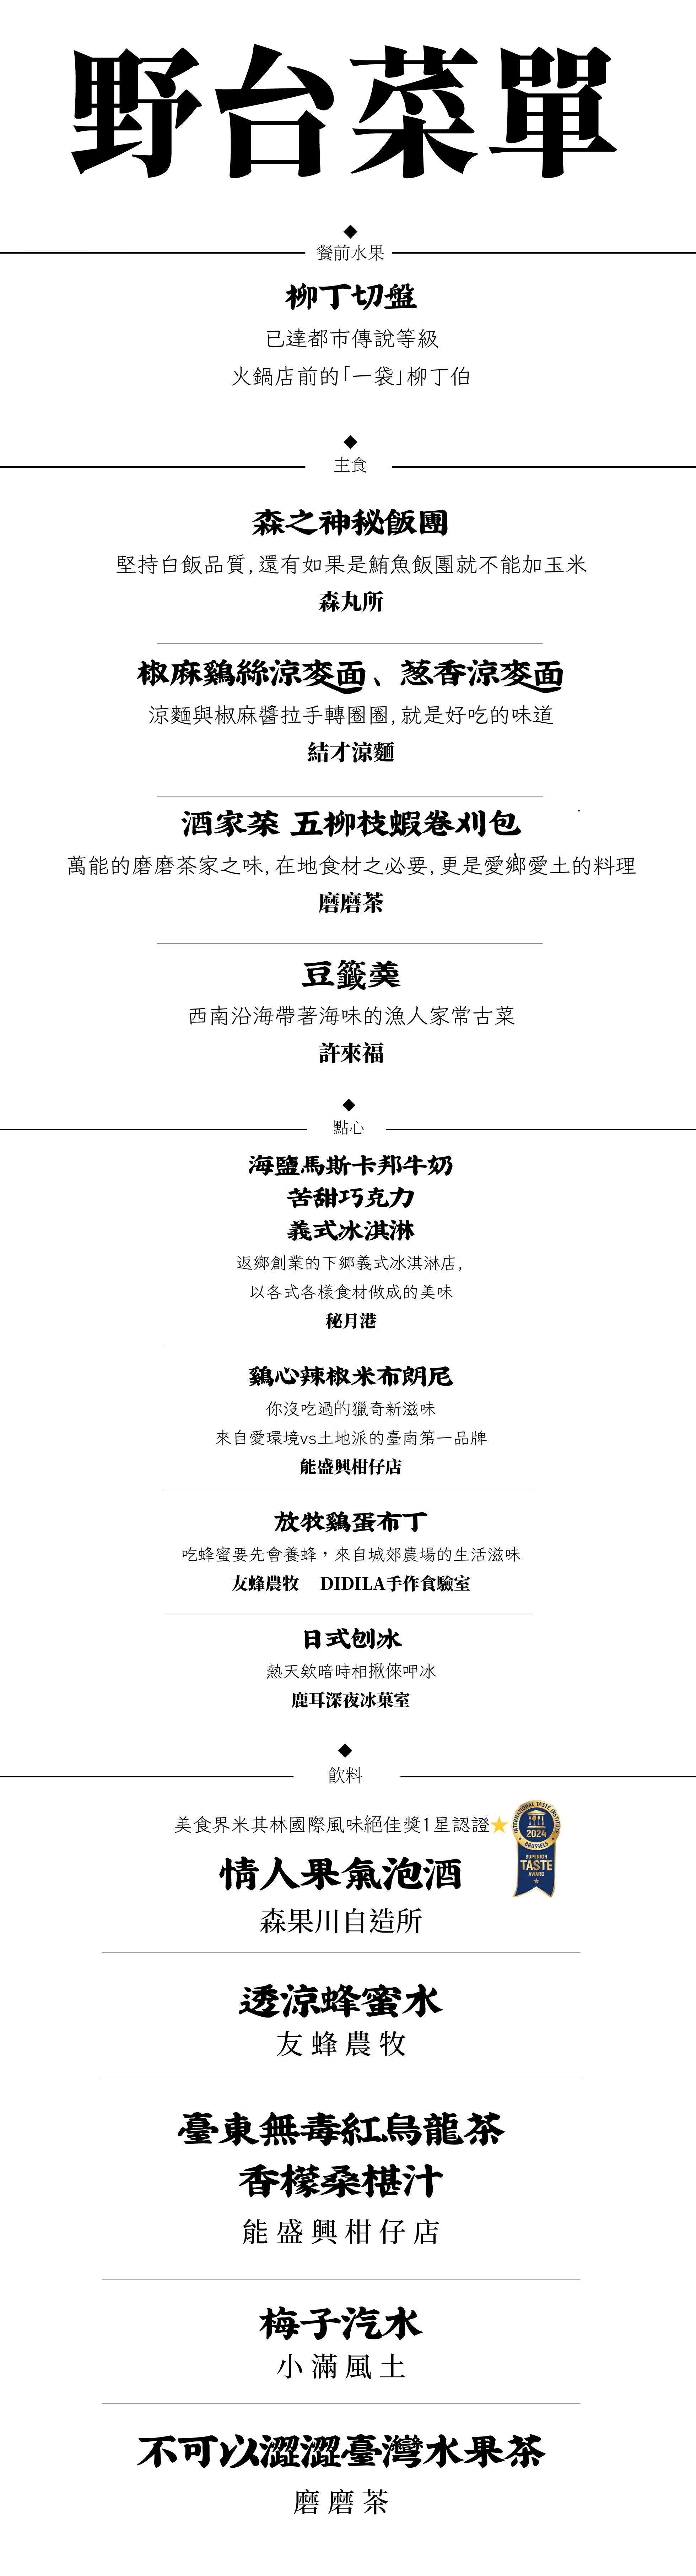 野台菜單
餐前水果
柳丁切盤
已達都市傳說等級
火鍋店前的「一袋」柳丁伯
主食
森之神秘飯團
堅持白飯品質,還有如果是鮪魚飯團就不能加玉米
森丸所
椒麻鷄絲涼麥面、葱香涼麥面
涼麵與椒麻醬拉手轉圈圈,就是好吃的味道
結才涼麵
酒家菜 五柳枝蝦卷刈包
萬能的磨磨茶家之味,在地食材之必要,更是愛鄉愛土的料理
磨磨茶
豆籤羹
西南沿海帶著海味的漁人家常古菜
許來福
點心
海鹽馬斯卡邦牛奶
苦甜巧克力
義式冰淇淋
返鄉創業的下鄉義式冰淇淋店,
以各式各樣食材做成的美味
秘月港
鷄心辣椒米布朗尼
你沒吃過的獵奇新滋味
來自愛環境vs土地派的臺南第一品牌
能盛興柑仔店
放牧鷄蛋布丁
吃蜂蜜要先會養蜂，來自城郊農場的生活滋味
友蜂農牧 DIDILA手作食驗室
日式刨冰
熱天欸暗時相揪倈呷冰
鹿耳深夜冰菓室
飲料
美食界米其林國際風味絕佳獎1星認證★
INTERNATIONAL TASTE INSTITUTE
2024
BRUSSELS
SUPERIOR
TASTE
AWARD
情人果氣泡酒
森果川自造所
透涼蜂蜜水
友蜂農牧
臺東無毒紅烏龍茶
香檬桑椹汁
能盛興柑仔店
梅子汽水
小滿風土
不可以澀澀臺灣水果茶
磨磨茶